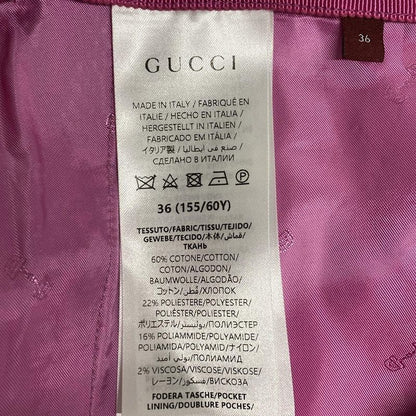 GUCCI
36
MADE IN ITALY / FABRIQUÉ EN
ITALIE / HECHO EN ITALIA /
HERGESTELLT IN ITALIEN /
FABRICADO EM ITÁLIA /
イタリア製 / صنع في ايطاليا /
СДЕЛАНО В ИТАЛИИ
36 (155/60Y)
TESSUTO/FABRIC/TISSU/TEJIDO/
GEWEBE/TECIDO/本体/قماش/
ТКАНЬ
60% COTONE/COTTON/
COTON/ALGODON/
BAUMWOLLE/ALGODÃO/
コットン/قطن/ХЛОПОК
22% POLIESTERE/POLYESTER/
POLYESTER/POLIÉSTER/
POLYESTER/POLIÉSTER/
ポリエステル/بوليستر/ПОЛИЭСТЕР
16% POLIAMMIDE/POLYAMIDE/
POLYAMIDE/POLIAMIDA/
POLYAMID/POLIAMIDA/ナイロン/
بولي أميد/ПОЛИАМИД
2% VISCOSA/VISCOSE/VISCOSE/
VISCOSA/VISKOSE/VISCOSE/
レーヨン/فسكوز/ВИСКОЗА
FODERA TASCHE/POCKET
LINING/DOUBLURE POCHES/